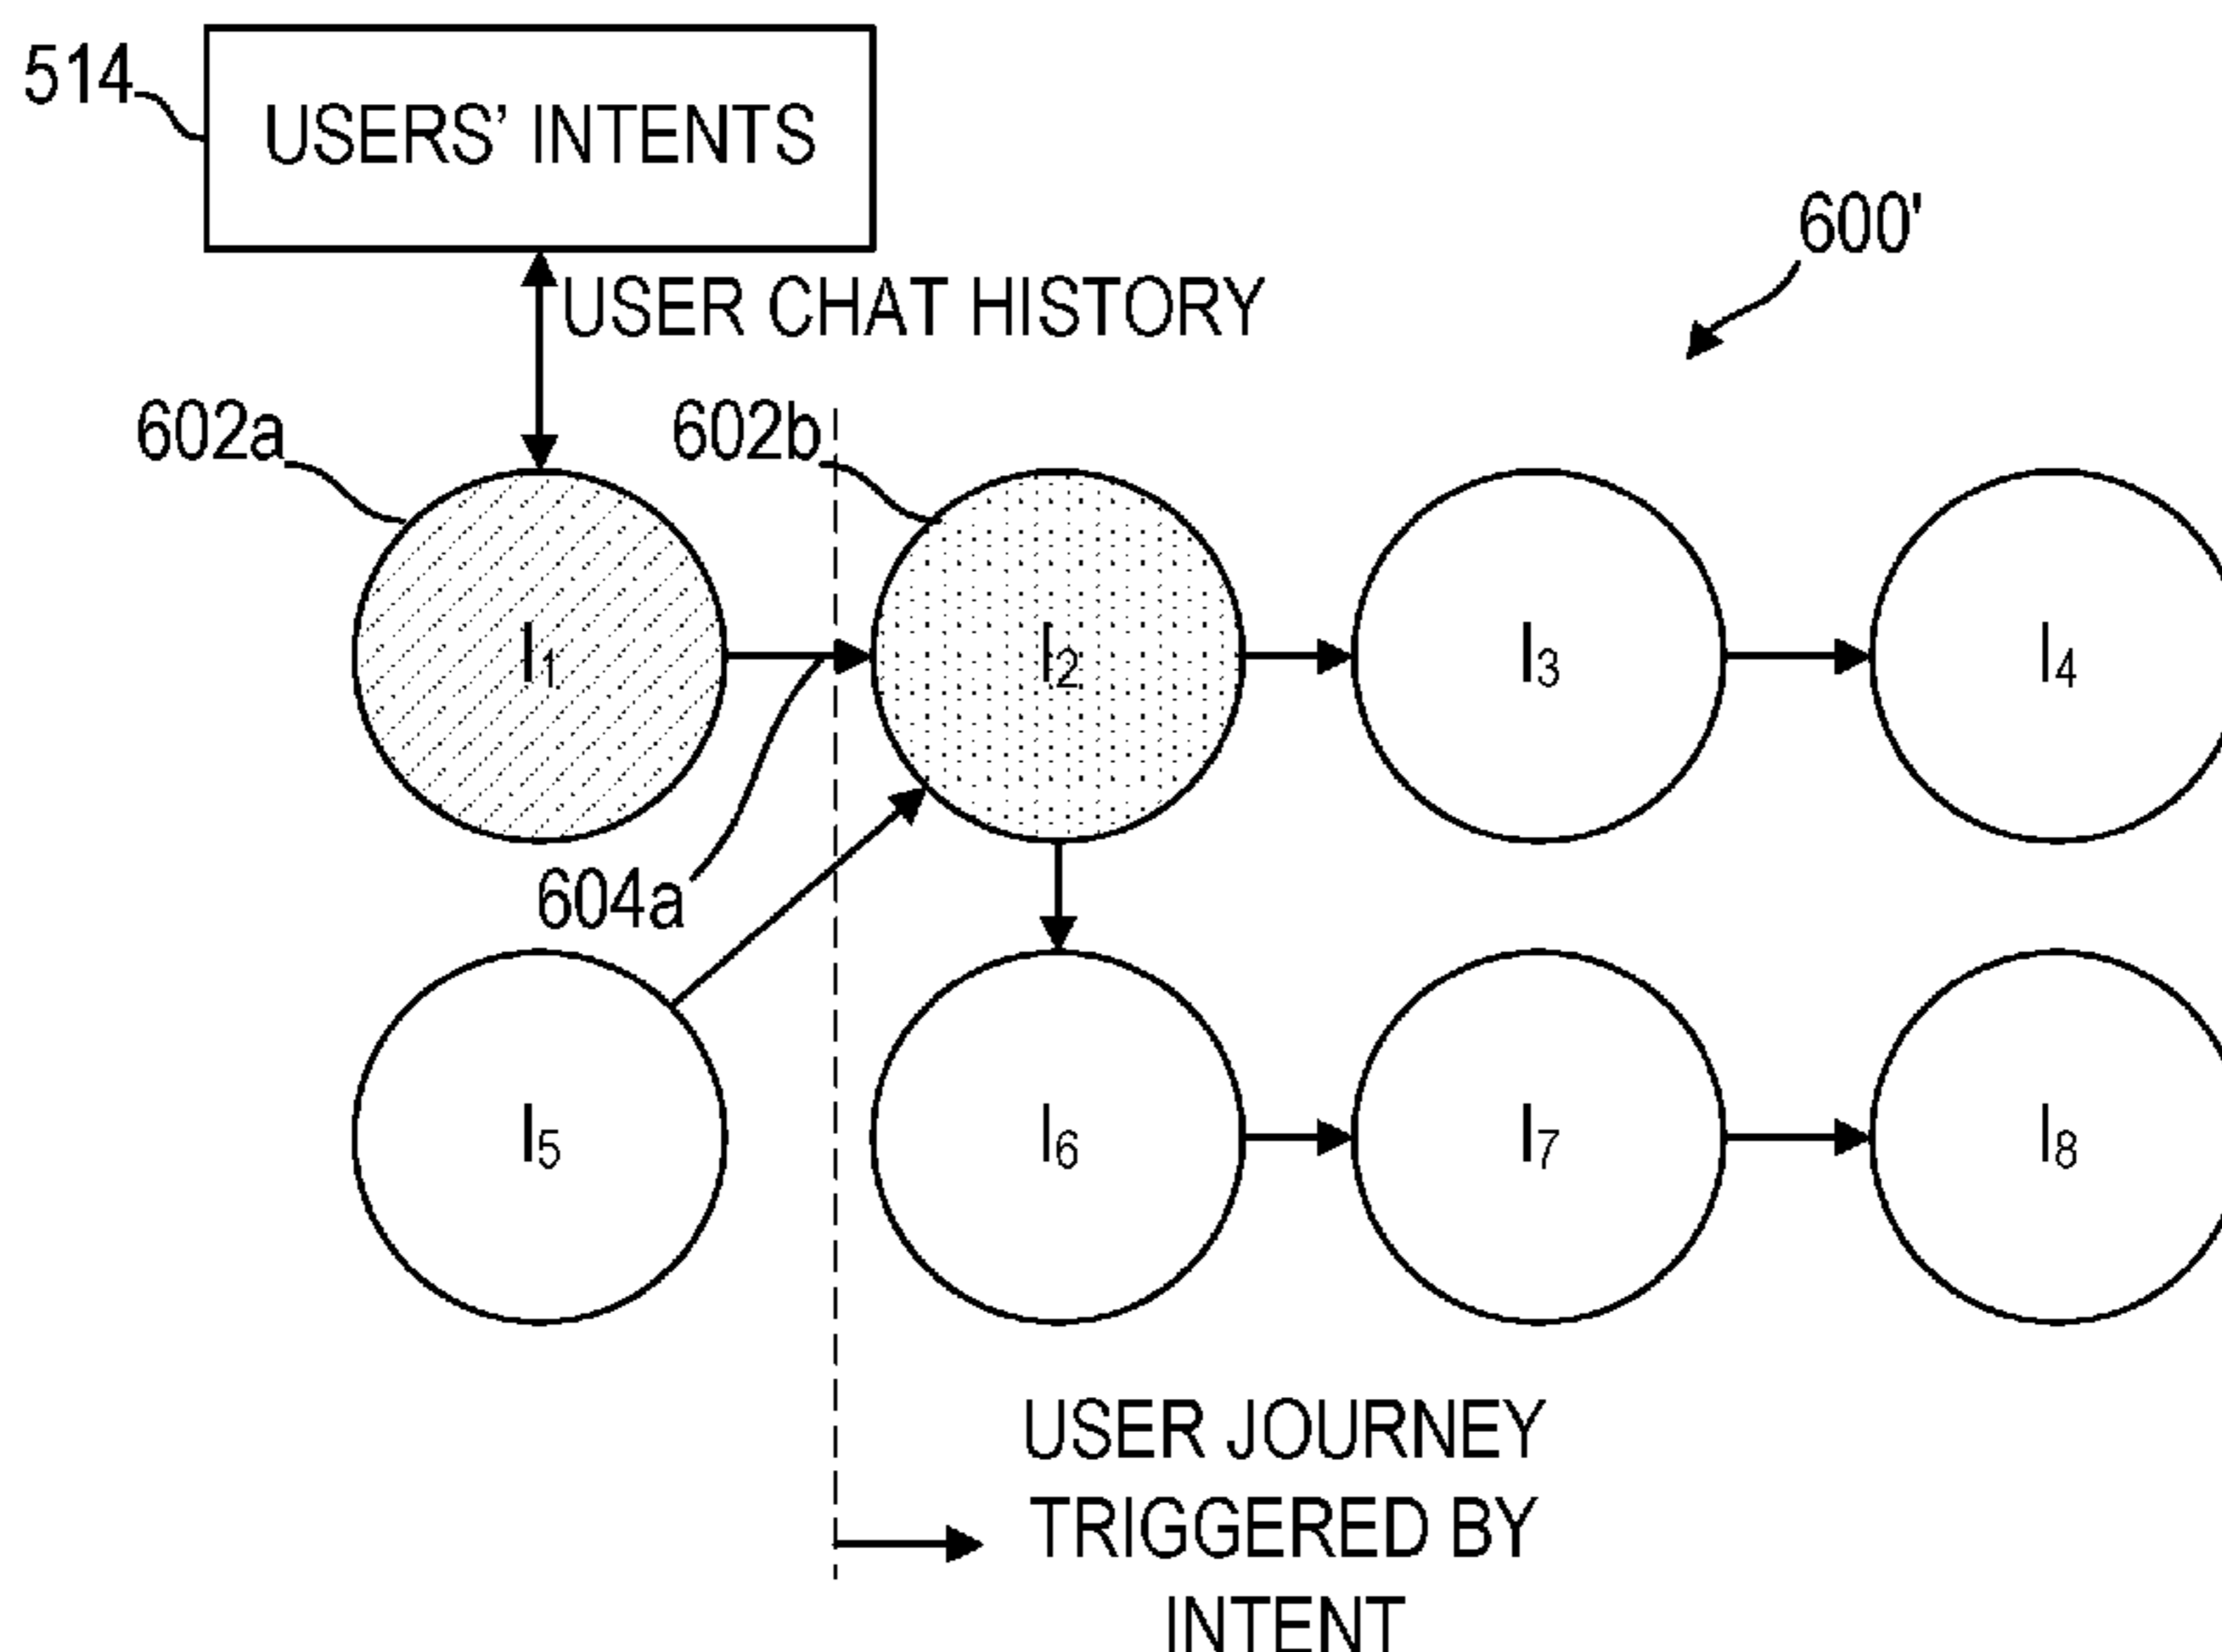 514
USERS' INTENTS
600'
USER CHAT HISTORY
602a
602b
I1
I2
I3
I4
604a
I5
I6
I7
I8
USER JOURNEY
TRIGGERED BY
INTENT